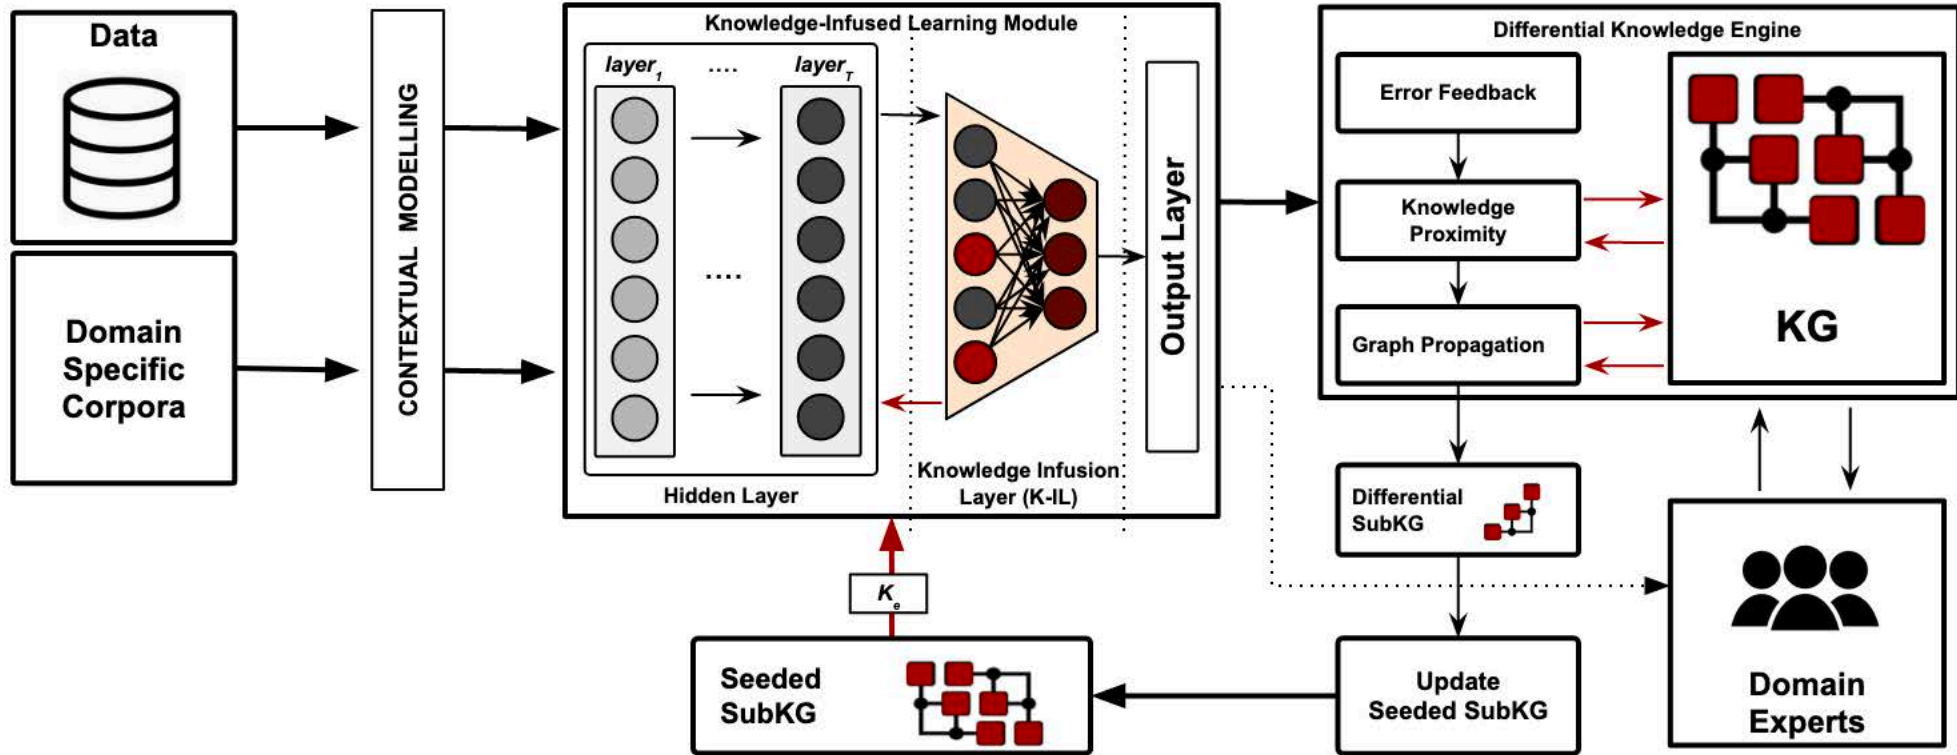 Data
Domain
Specific
Corpora
CONTEXTUAL MODELLING
Knowledge-Infused Learning Module
layer1 .... layerT
....
Hidden Layer
Knowledge Infusion
Layer (K-IL)
Output Layer
Differential Knowledge Engine
Error Feedback
Knowledge
Proximity
Graph Propagation
KG
Differential
SubKG
Ke
Seeded
SubKG
Update
Seeded SubKG
Domain
Experts